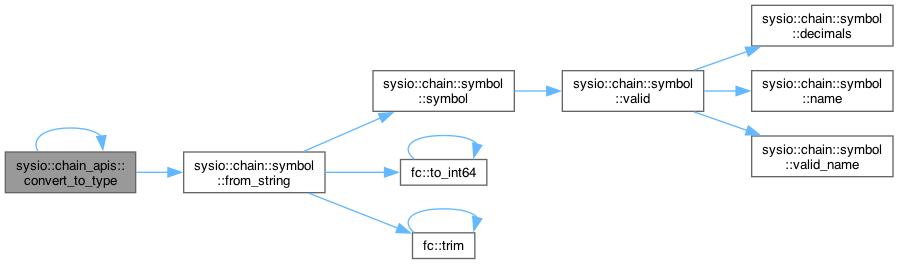 sysio::chain_apis::
convert_to_type
sysio::chain::symbol
::from_string
sysio::chain::symbol
::symbol
fc::to_int64
fc::trim
sysio::chain::symbol
::valid
sysio::chain::symbol
::decimals
sysio::chain::symbol
::name
sysio::chain::symbol
::valid_name